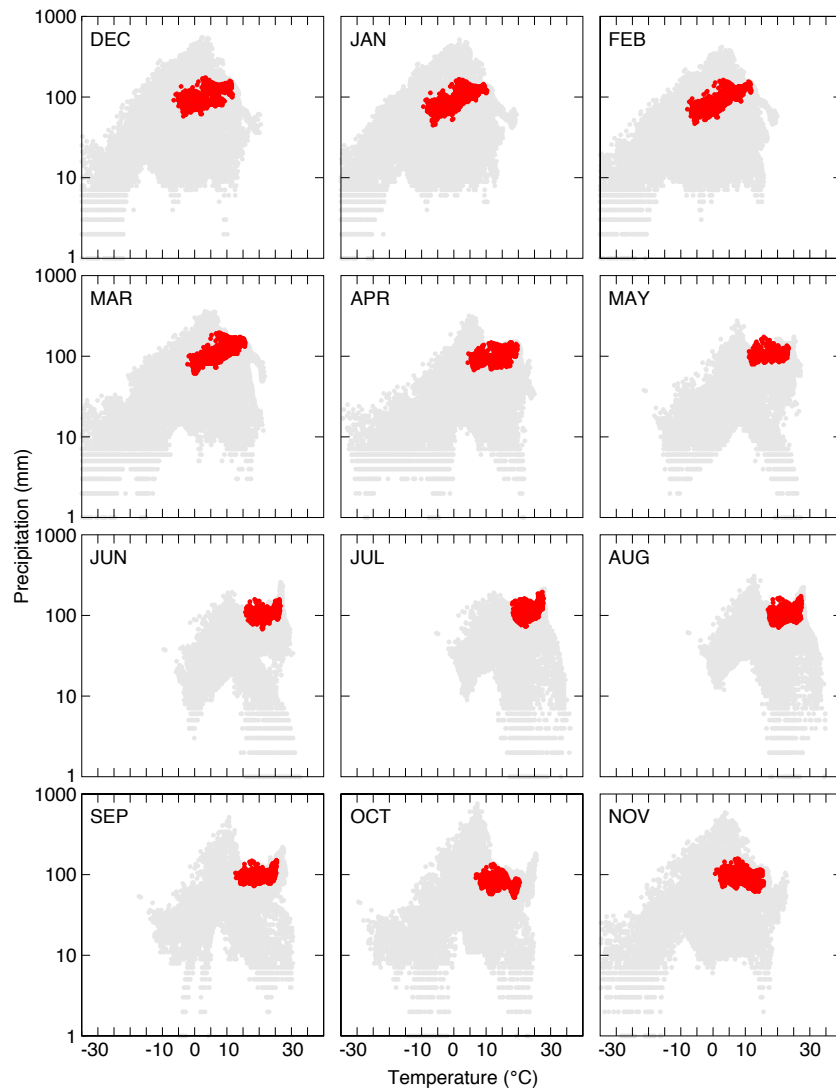 1000
DEC
JAN
FEB
100
10
1
1000
MAR
APR
MAY
100
10
1
Precipitation (mm)
1000
JUN
JUL
AUG
100
10
1
1000
SEP
OCT
NOV
100
10
1
-30 -10 0 10 30 -30 -10 0 10 30 -30 -10 0 10 30
Temperature (°C)